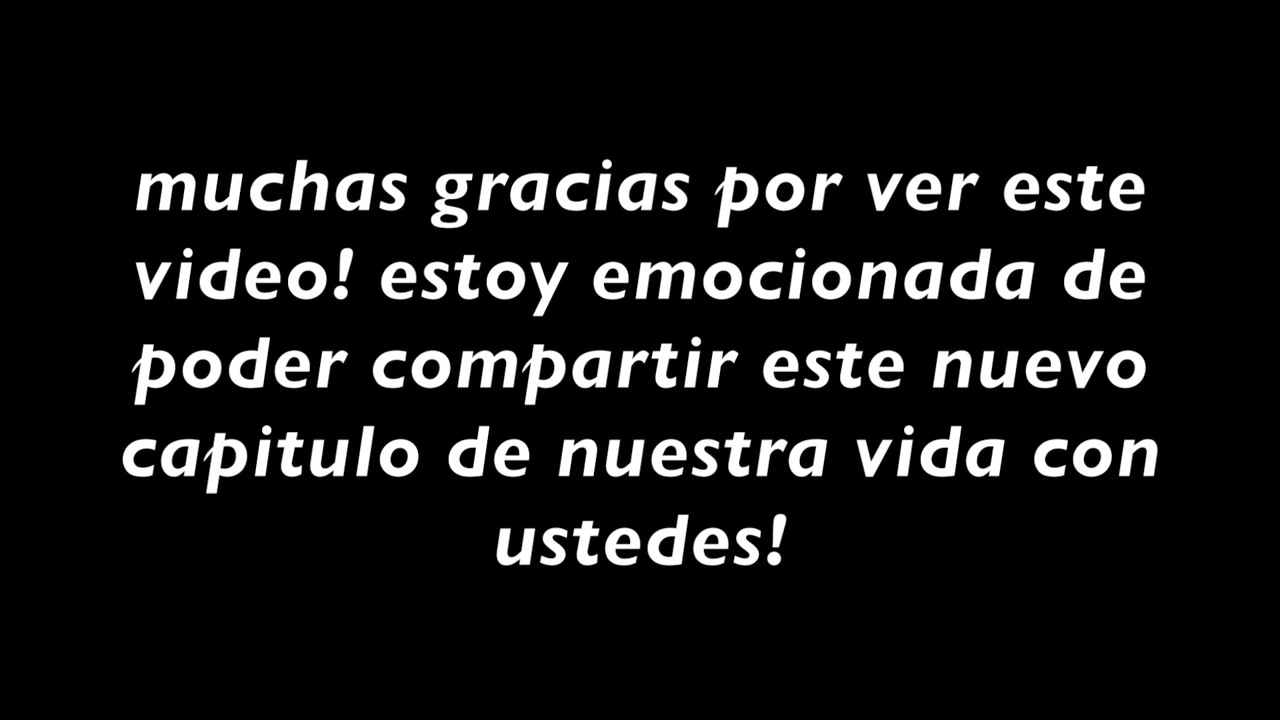 muchas gracias por ver este
video! estoy emocionada de
poder compartir este nuevo
capitulo de nuestra vida con
ustedes!